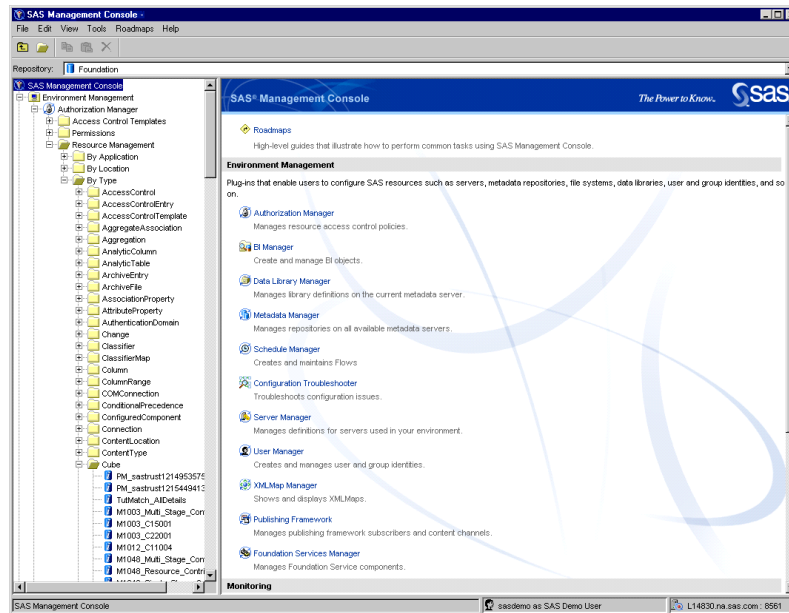 SAS Management Console -
File Edit View Tools Roadmaps Help
Repository: Foundation
SAS Management Console
Environment Management
Authorization Manager
Access Control Templates
Permissions
Resource Management
By Application
By Location
By Type
AccessControl
AccessControlEntry
AccessControlTemplate
AggregateAssociation
Aggregation
AnalyticColumn
AnalyticTable
ArchiveEntry
ArchiveFile
AssociationProperty
AttributeProperty
AuthenticationDomain
Change
Classifier
ClassifierMap
Column
ColumnRange
COMConnection
ConditionalPrecedence
ConfiguredComponent
Connection
ContentLocation
ContentType
Cube
PM_sastrust1214953575
PM_sastrust1215449413
TutMatch_AllDetails
M1003_Multi_Stage_Con
M1003_C15001
M1003_C22001
M1012_C11004
M1048_Multi_Stage_Con
M1048_Resource_Contri
SAS® Management Console
The Power to Know.
sas
Roadmaps
High-level guides that illustrate how to perform common tasks using SAS Management Console.
Environment Management
Plug-ins that enable users to configure SAS resources such as servers, metadata repositories, file systems, data libraries, user and group identities, and so
on.
Authorization Manager
Manages resource access control policies.
BI Manager
Create and manage BI objects.
Data Library Manager
Manages library definitions on the current metadata server.
Metadata Manager
Manages repositories on all available metadata servers.
Schedule Manager
Creates and maintains Flows
Configuration Troubleshooter
Troubleshoots configuration issues.
Server Manager
Manages definitions for servers used in your environment.
User Manager
Creates and manages user and group identities.
XMLMap Manager
Shows and displays XMLMaps.
Publishing Framework
Manages publishing framework subscribers and content channels.
Foundation Services Manager
Manages Foundation Service components.
Monitoring
SAS Management Console
sasdemo as SAS Demo User
L14830.na.sas.com : 8561